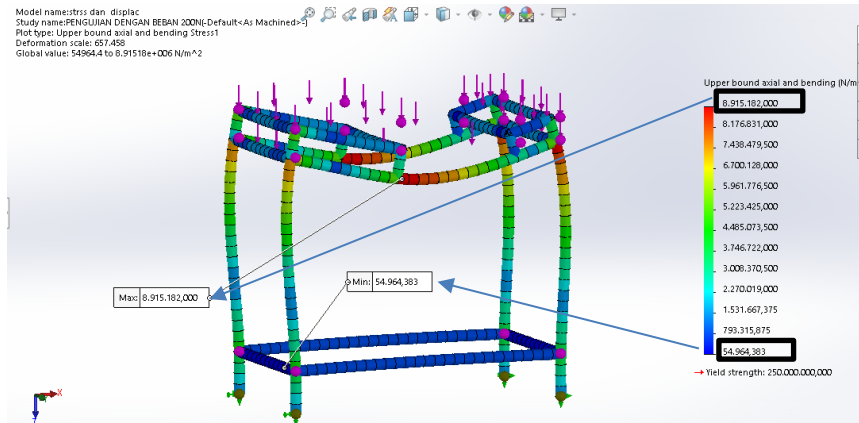 Model name:strss dan displac
Study name:PENGUJIAN DENGAN BEBAN 200N(-Default<As Machined>-)
Plot type: Upper bound axial and bending Stress1
Deformation scale: 657.458
Global value: 54964.4 to 8.91518e+006 N/m^2
Upper bound axial and bending (N/m
8.915.182,000
8.176.831,000
7.438.479,500
6.700.128,000
5.961.776,500
5.223.425,000
4.485.073,500
3.746.722,000
3.008.370,500
2.270.019,000
1.531.667,375
793.315,875
54.964,383
Yield strength: 250.000.000,000
Max: 8.915.182,000
Min: 54.964,383
X